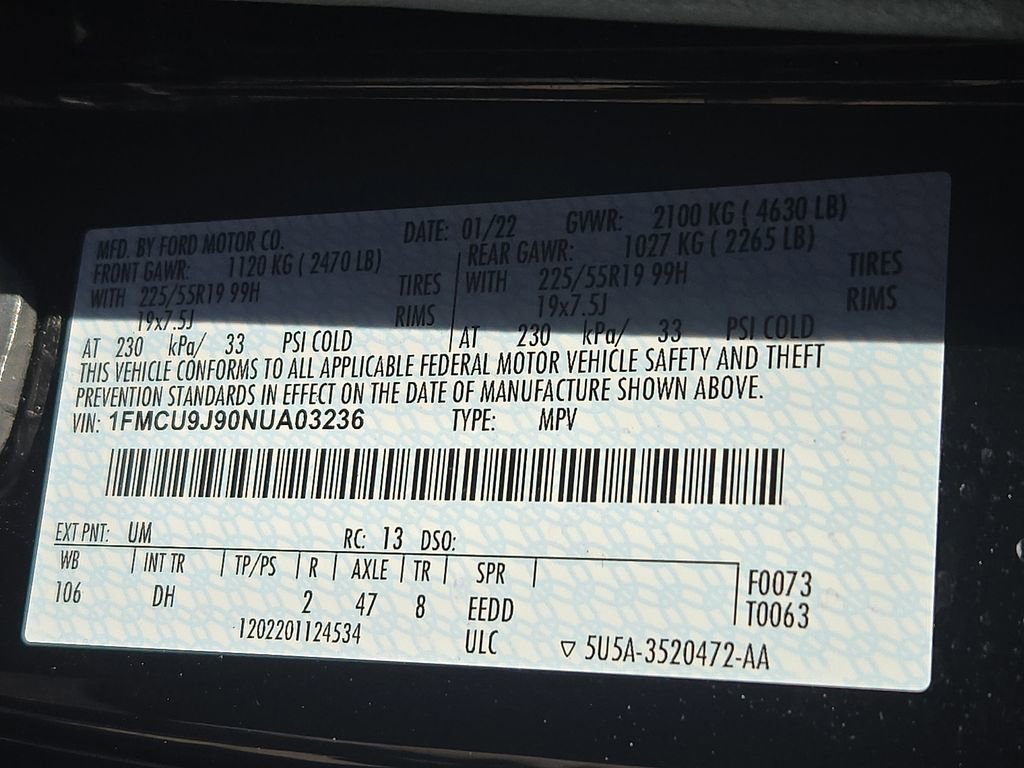 MFD. BY FORD MOTOR CO. DATE: 01/22 GVWR: 2100 KG ( 4630 LB)
FRONT GAWR: 1120 KG ( 2470 LB) REAR GAWR: 1027 KG ( 2265 LB)
WITH 225/55R19 99H TIRES WITH 225/55R19 99H TIRES
19x7.5J RIMS 19x7.5J RIMS
AT 230 kPa/ 33 PSI COLD AT 230 kPa/ 33 PSI COLD
THIS VEHICLE CONFORMS TO ALL APPLICABLE FEDERAL MOTOR VEHICLE SAFETY AND THEFT
PREVENTION STANDARDS IN EFFECT ON THE DATE OF MANUFACTURE SHOWN ABOVE.
VIN: 1FMCU9J90NUA03236 TYPE: MPV
EXT PNT: UM RC: 13 DSO:
WB INT TR TP/PS R AXLE TR SPR F0073
106 DH 2 47 8 EEDD T0063
1202201124534 ULC ▽ 5U5A-3520472-AA